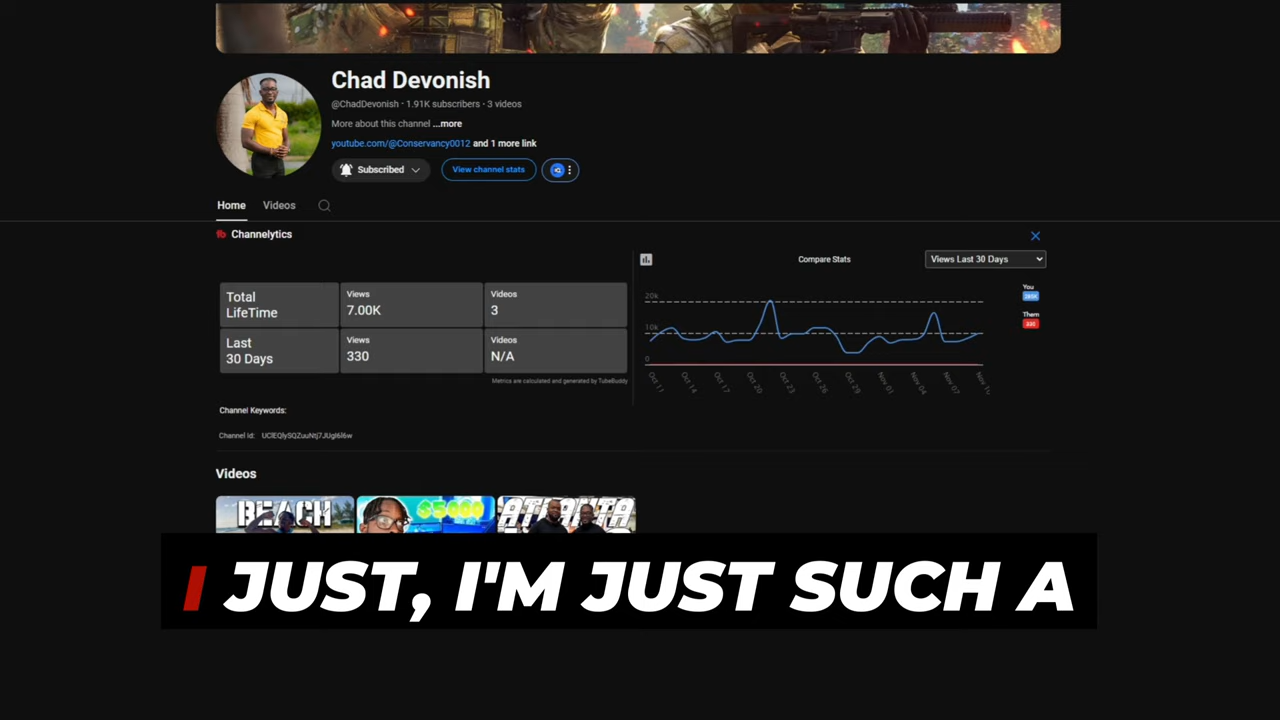 Chad Devonish
@ChadDevonish · 1.91K subscribers · 3 videos
More about this channel ...more
youtube.com/@Conservancy0012 and 1 more link
Subscribed
View channel stats
Home Videos
Channelytics
Compare Stats
Views Last 30 Days
Total LifeTime
Views
7.00K
Videos
3
Last 30 Days
Views
330
Videos
N/A
Metrics are calculated and generated by TubeBuddy
20k
10k
0
Oct 11 Oct 14 Oct 17 Oct 20 Oct 23 Oct 26 Oct 29 Nov 01 Nov 04 Nov 07
You
Them
330
Channel Keywords:
Channel Id:
Videos
BEACH
$5000
ATLANTA
I JUST, I'M JUST SUCH A